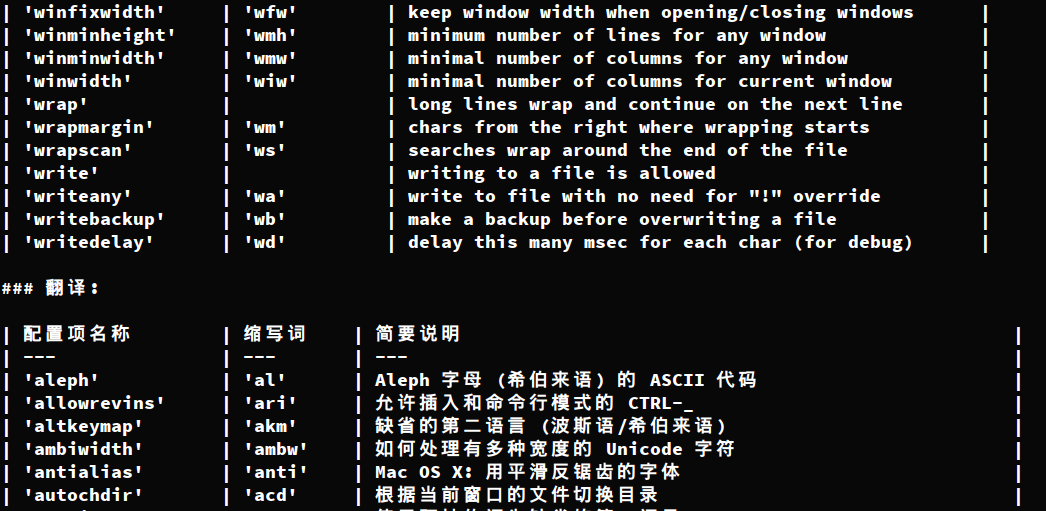 | 'winfixwidth' | 'wfw' | keep window width when opening/closing windows |
| 'winminheight' | 'wmh' | minimum number of lines for any window |
| 'winminwidth' | 'wmw' | minimal number of columns for any window |
| 'winwidth' | 'wiw' | minimal number of columns for current window |
| 'wrap' | | long lines wrap and continue on the next line |
| 'wrapmargin' | 'wm' | chars from the right where wrapping starts |
| 'wrapscan' | 'ws' | searches wrap around the end of the file |
| 'write' | | writing to a file is allowed |
| 'writeany' | 'wa' | write to file with no need for "!" override |
| 'writebackup' | 'wb' | make a backup before overwriting a file |
| 'writedelay' | 'wd' | delay this many msec for each char (for debug) |
### 翻译:
| 配置项名称 | 缩写词 | 简要说明 |
| --- | --- | --- |
| 'aleph' | 'al' | Aleph 字母 (希伯来语) 的 ASCII 代码 |
| 'allowrevins' | 'ari' | 允许插入和命令行模式的 CTRL-_ |
| 'altkeymap' | 'akm' | 缺省的第二语言 (波斯语/希伯来语) |
| 'ambiwidth' | 'ambw' | 如何处理有多种宽度的 Unicode 字符 |
| 'antialias' | 'anti' | Mac OS X: 用平滑反锯齿的字体 |
| 'autochdir' | 'acd' | 根据当前窗口的文件切换目录 |